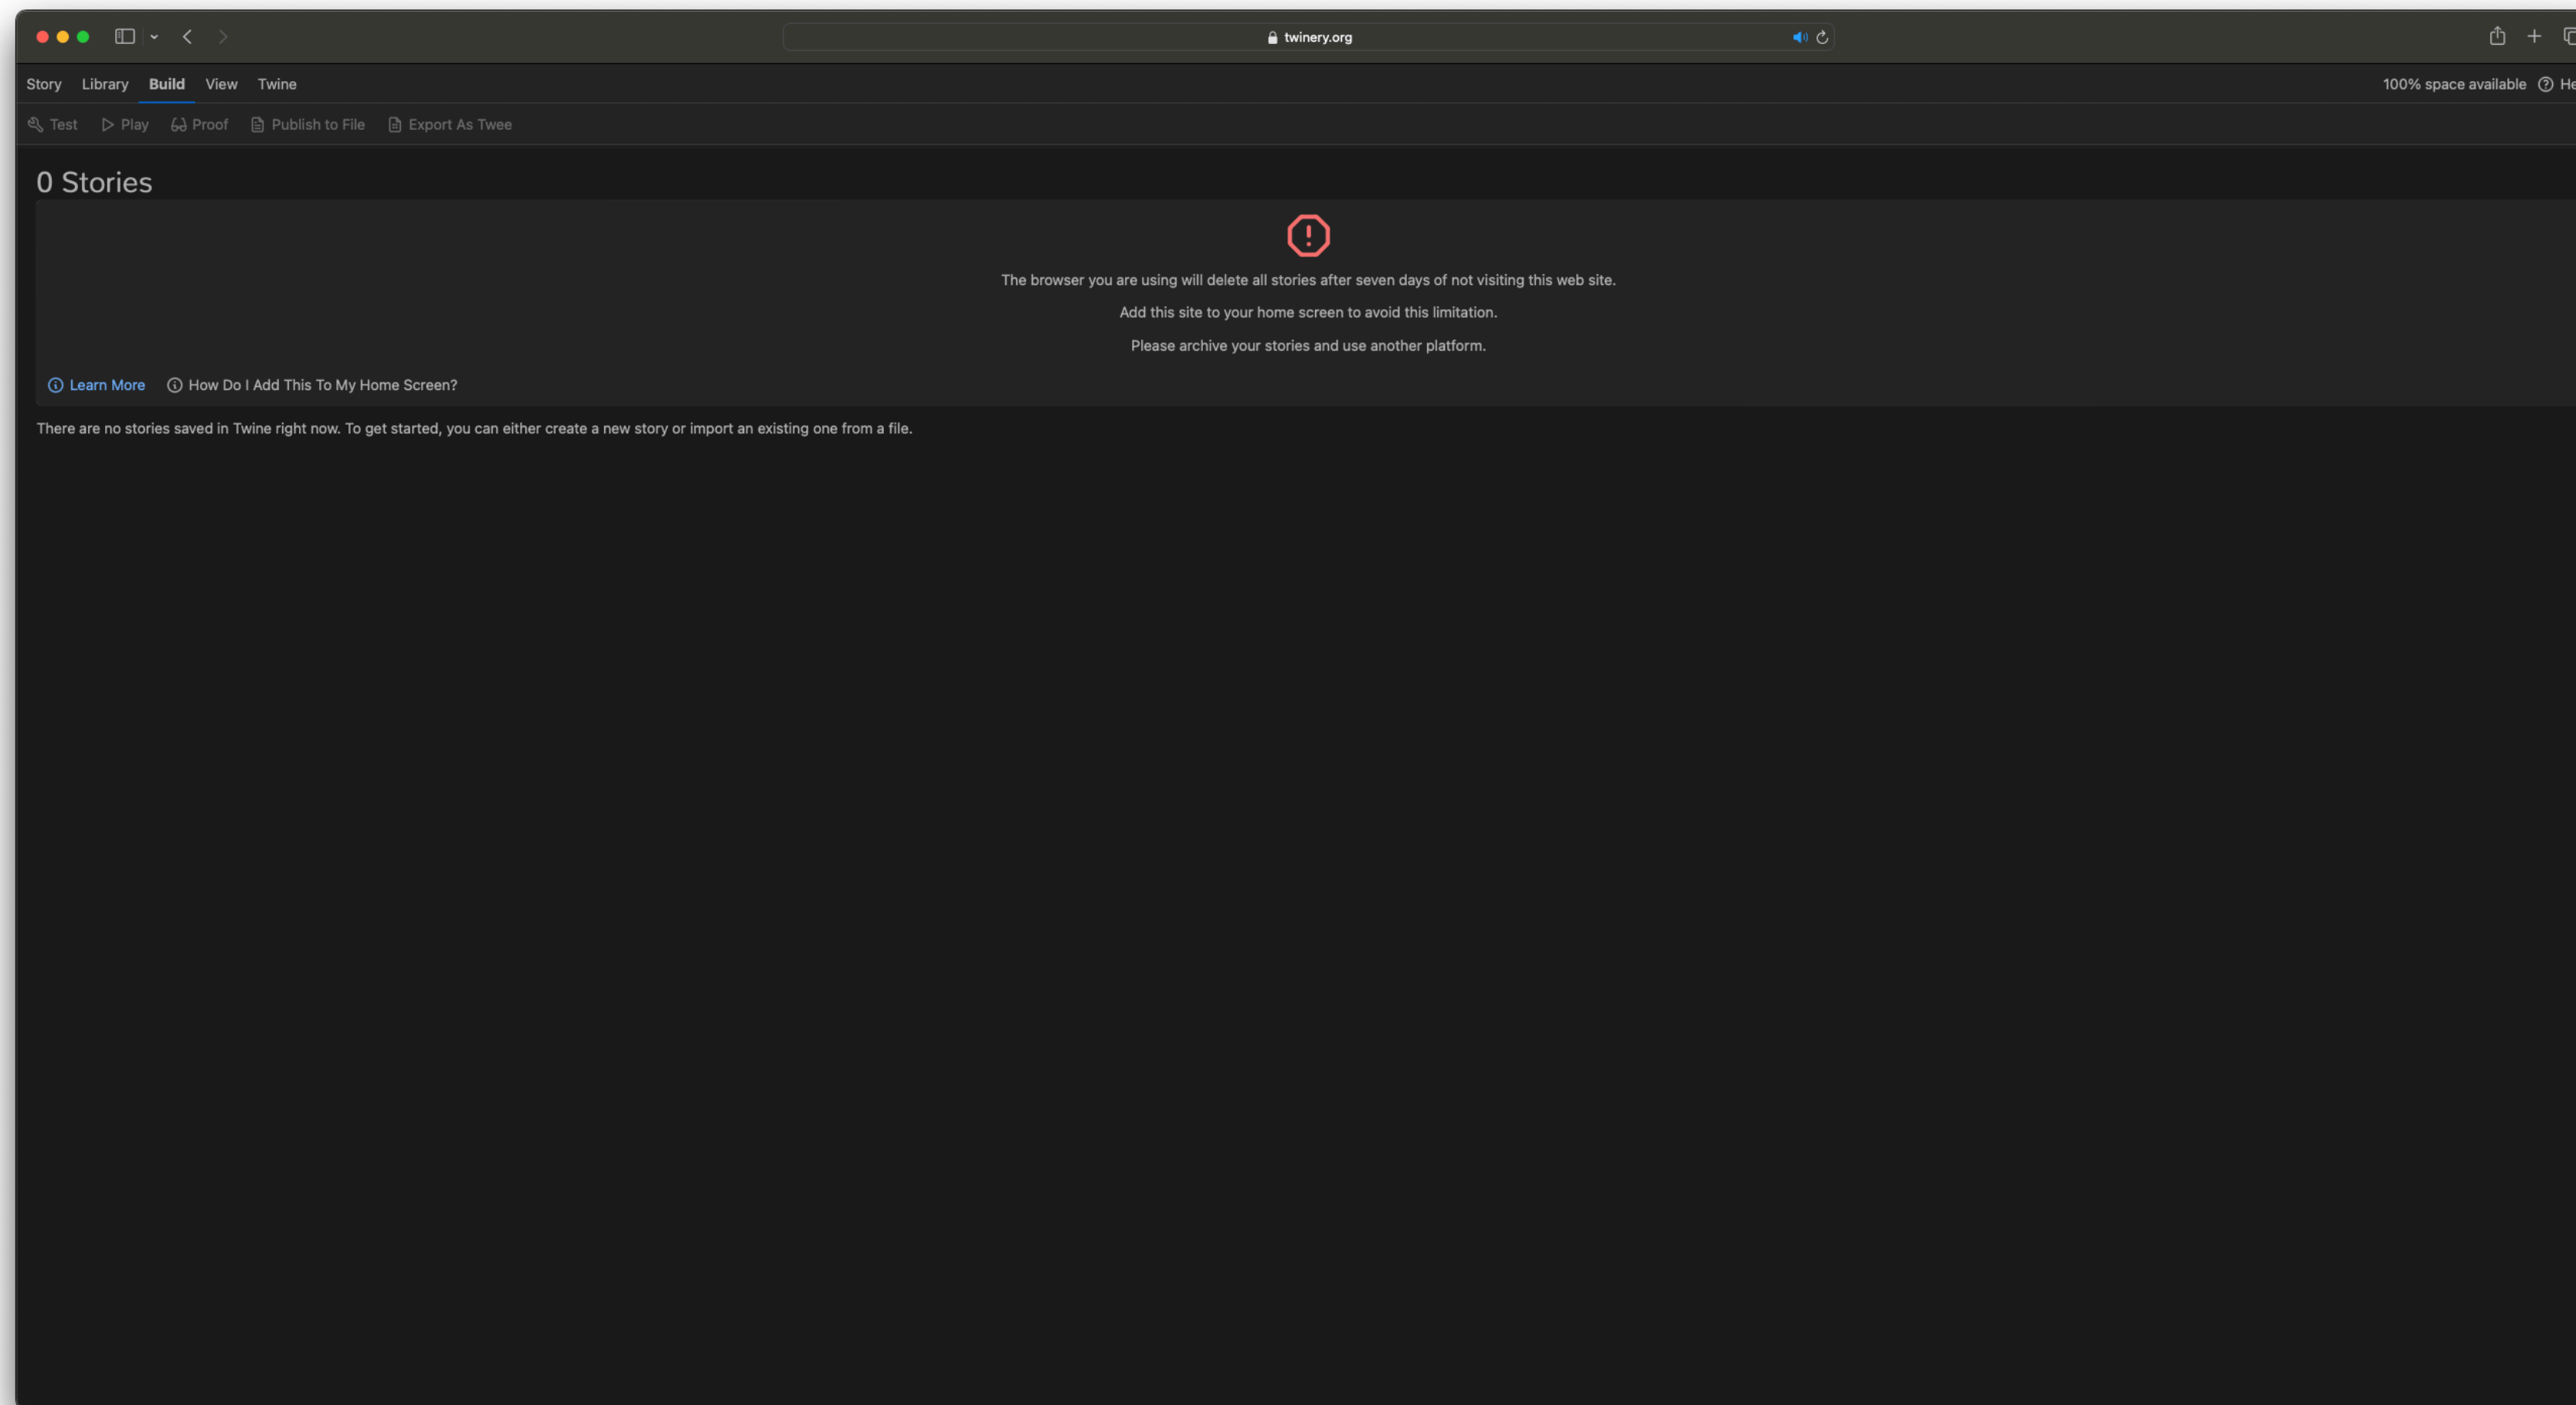 twinery.org
Story Library Build View Twine 100% space available He
Test Play Proof Publish to File Export As Twee
0 Stories
The browser you are using will delete all stories after seven days of not visiting this web site.
Add this site to your home screen to avoid this limitation.
Please archive your stories and use another platform.
Learn More How Do I Add This To My Home Screen?
There are no stories saved in Twine right now. To get started, you can either create a new story or import an existing one from a file.